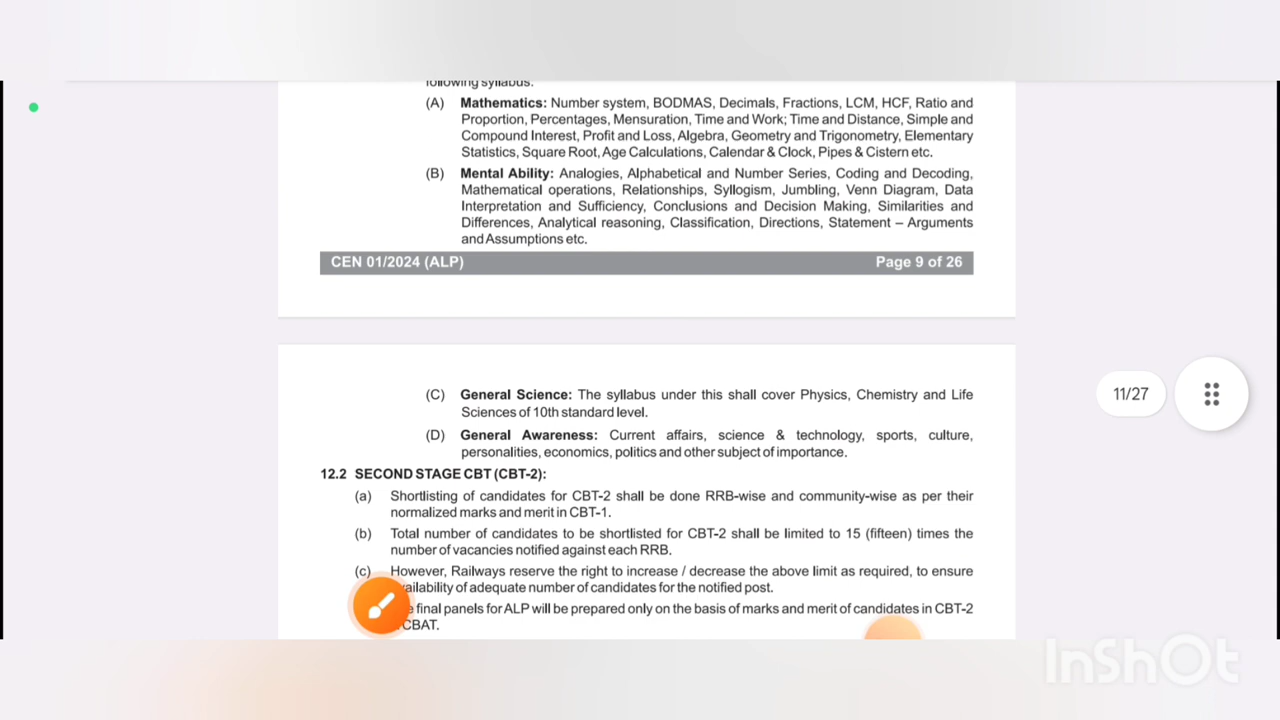 following syllabus.
(A) Mathematics: Number system, BODMAS, Decimals, Fractions, LCM, HCF, Ratio and
Proportion, Percentages, Mensuration, Time and Work; Time and Distance, Simple and
Compound Interest, Profit and Loss, Algebra, Geometry and Trigonometry, Elementary
Statistics, Square Root, Age Calculations, Calendar & Clock, Pipes & Cistern etc.
(B) Mental Ability: Analogies, Alphabetical and Number Series, Coding and Decoding,
Mathematical operations, Relationships, Syllogism, Jumbling, Venn Diagram, Data
Interpretation and Sufficiency, Conclusions and Decision Making, Similarities and
Differences, Analytical reasoning, Classification, Directions, Statement – Arguments
and Assumptions etc.
CEN 01/2024 (ALP) Page 9 of 26
(C) General Science: The syllabus under this shall cover Physics, Chemistry and Life
Sciences of 10th standard level.
11/27
(D) General Awareness: Current affairs, science & technology, sports, culture,
personalities, economics, politics and other subject of importance.
12.2 SECOND STAGE CBT (CBT-2):
(a) Shortlisting of candidates for CBT-2 shall be done RRB-wise and community-wise as per their
normalized marks and merit in CBT-1.
(b) Total number of candidates to be shortlisted for CBT-2 shall be limited to 15 (fifteen) times the
number of vacancies notified against each RRB.
(c) However, Railways reserve the right to increase / decrease the above limit as required, to ensure
of adequate number of candidates for the notified post.
final panels for ALP will be prepared only on the basis of marks and merit of candidates in CBT-2
CBAT.
InShOt